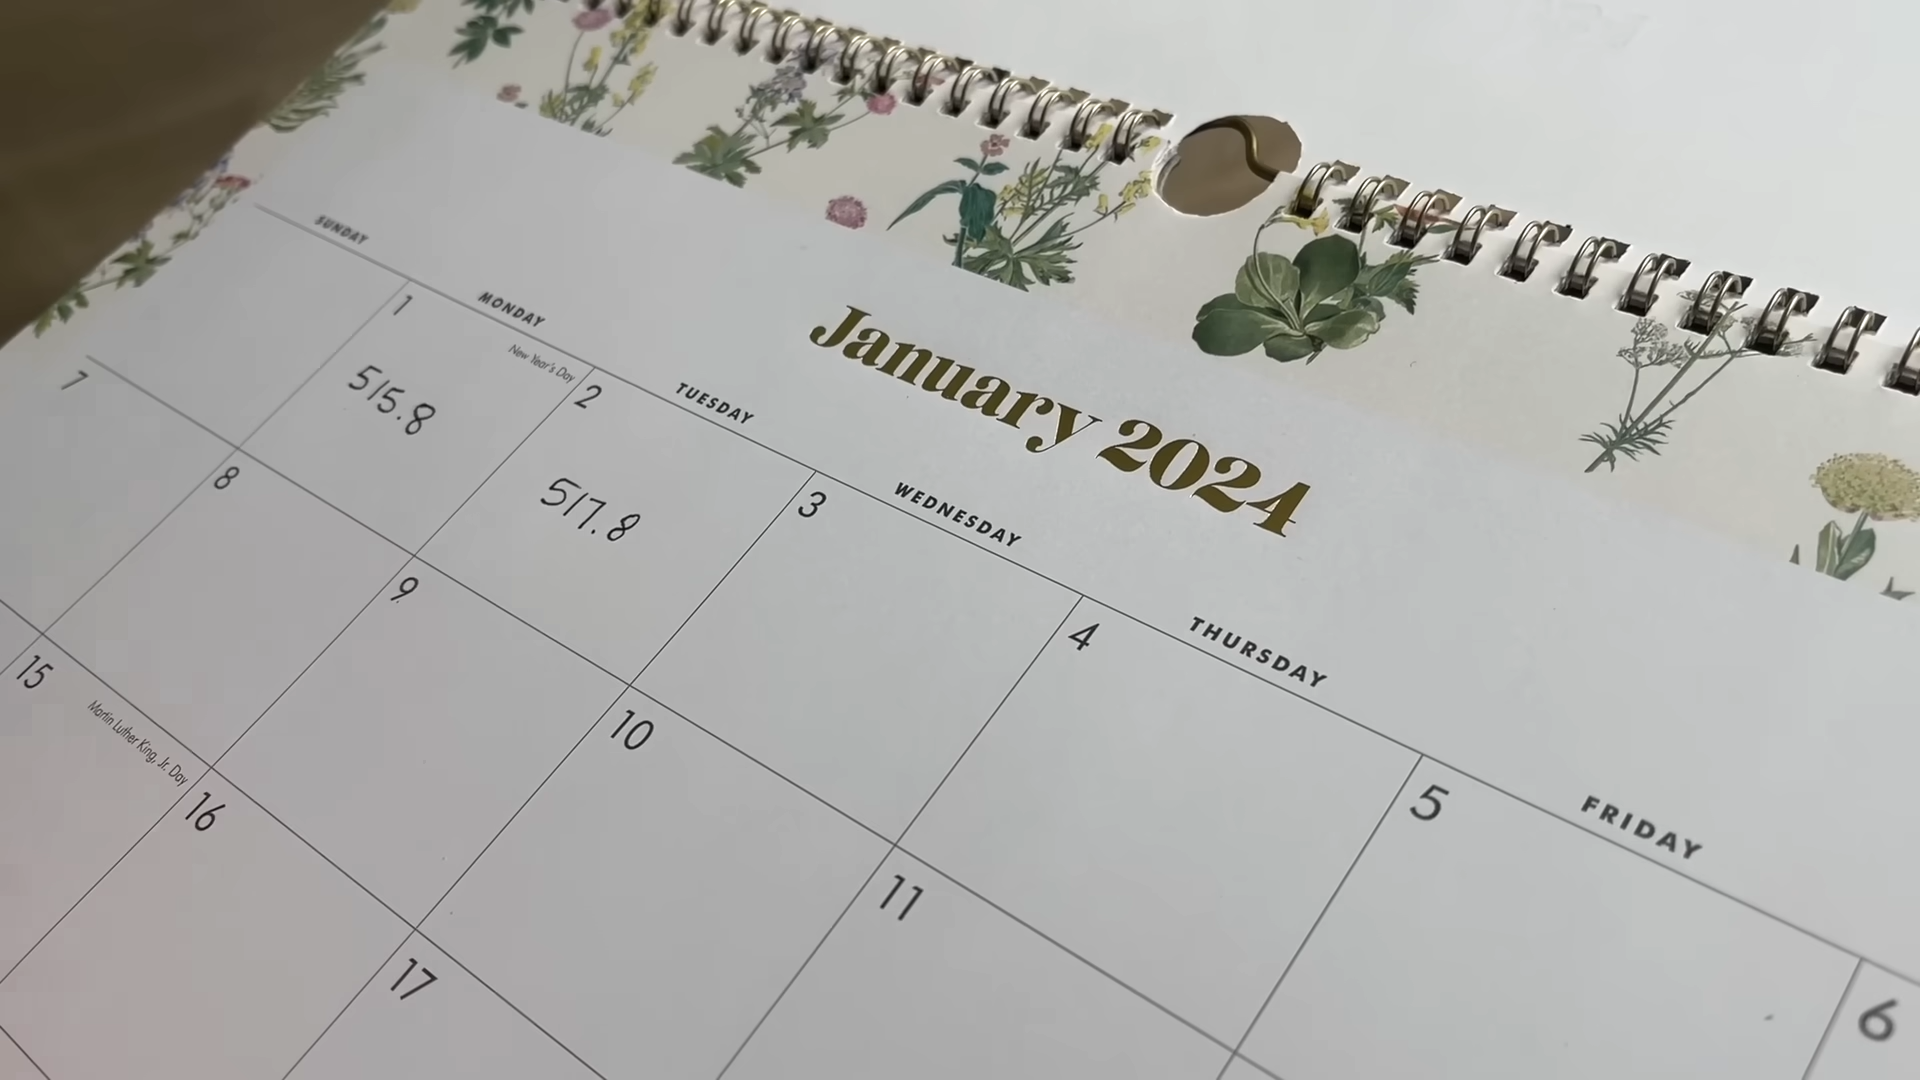 January 2024
SUNDAY MONDAY TUESDAY WEDNESDAY THURSDAY FRIDAY
1 New Year's Day 2 3 4 5 6
515.8 517.8
7 8 9 10 11
15 Martin Luther King, Jr. Day 16 17